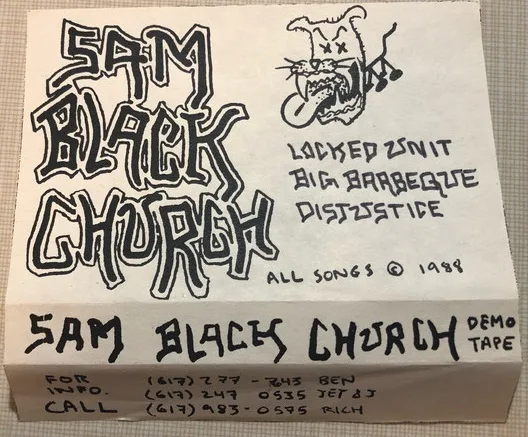 SAM
BLACK
CHURCH
LOCKED UNIT
BIG BARBEQUE
DISJUSTICE
ALL SONGS © 1988
SAM BLACK CHURCH DEMO
TAPE
FOR (617) 277 - BEN
INFO. (617) 247 0535 JET & J
CALL (617) 983-0575 RICH